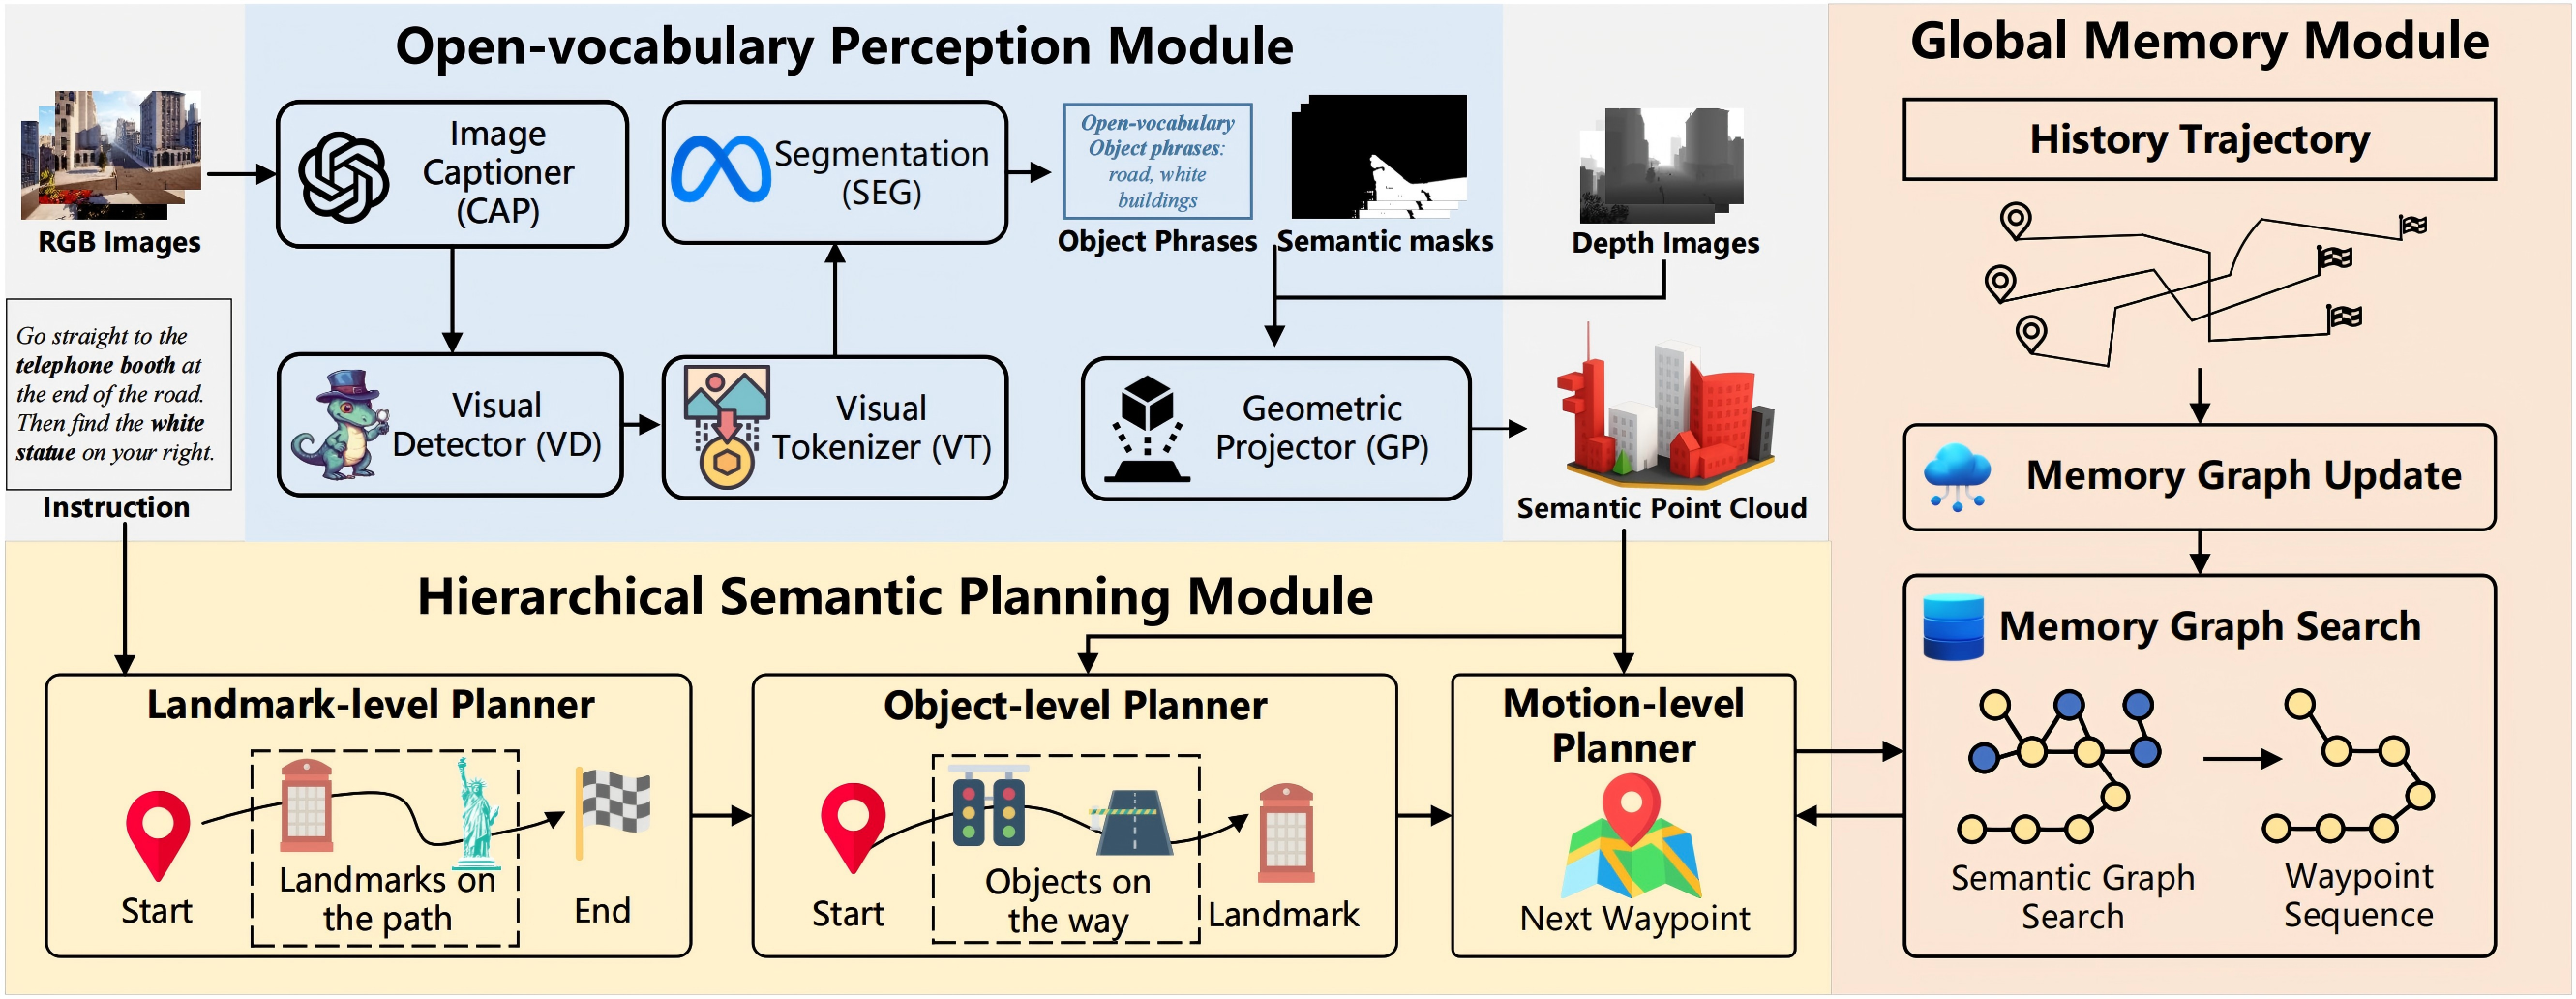 Open-vocabulary Perception Module
RGB Images
Go straight to the
telephone booth at
the end of the road.
Then find the white
statue on your right.
Instruction
Image
Captioner
(CAP)
Segmentation
(SEG)
Open-vocabulary
Object phrases:
road, white
buildings
Object Phrases
Semantic masks
Depth Images
Visual
Detector (VD)
Visual
Tokenizer (VT)
Geometric
Projector (GP)
Semantic Point Cloud
Hierarchical Semantic Planning Module
Landmark-level Planner
Start
Landmarks on
the path
End
Object-level Planner
Start
Objects on
the way
Landmark
Motion-level
Planner
Next Waypoint
Global Memory Module
History Trajectory
Memory Graph Update
Memory Graph Search
Semantic Graph
Search
Waypoint
Sequence